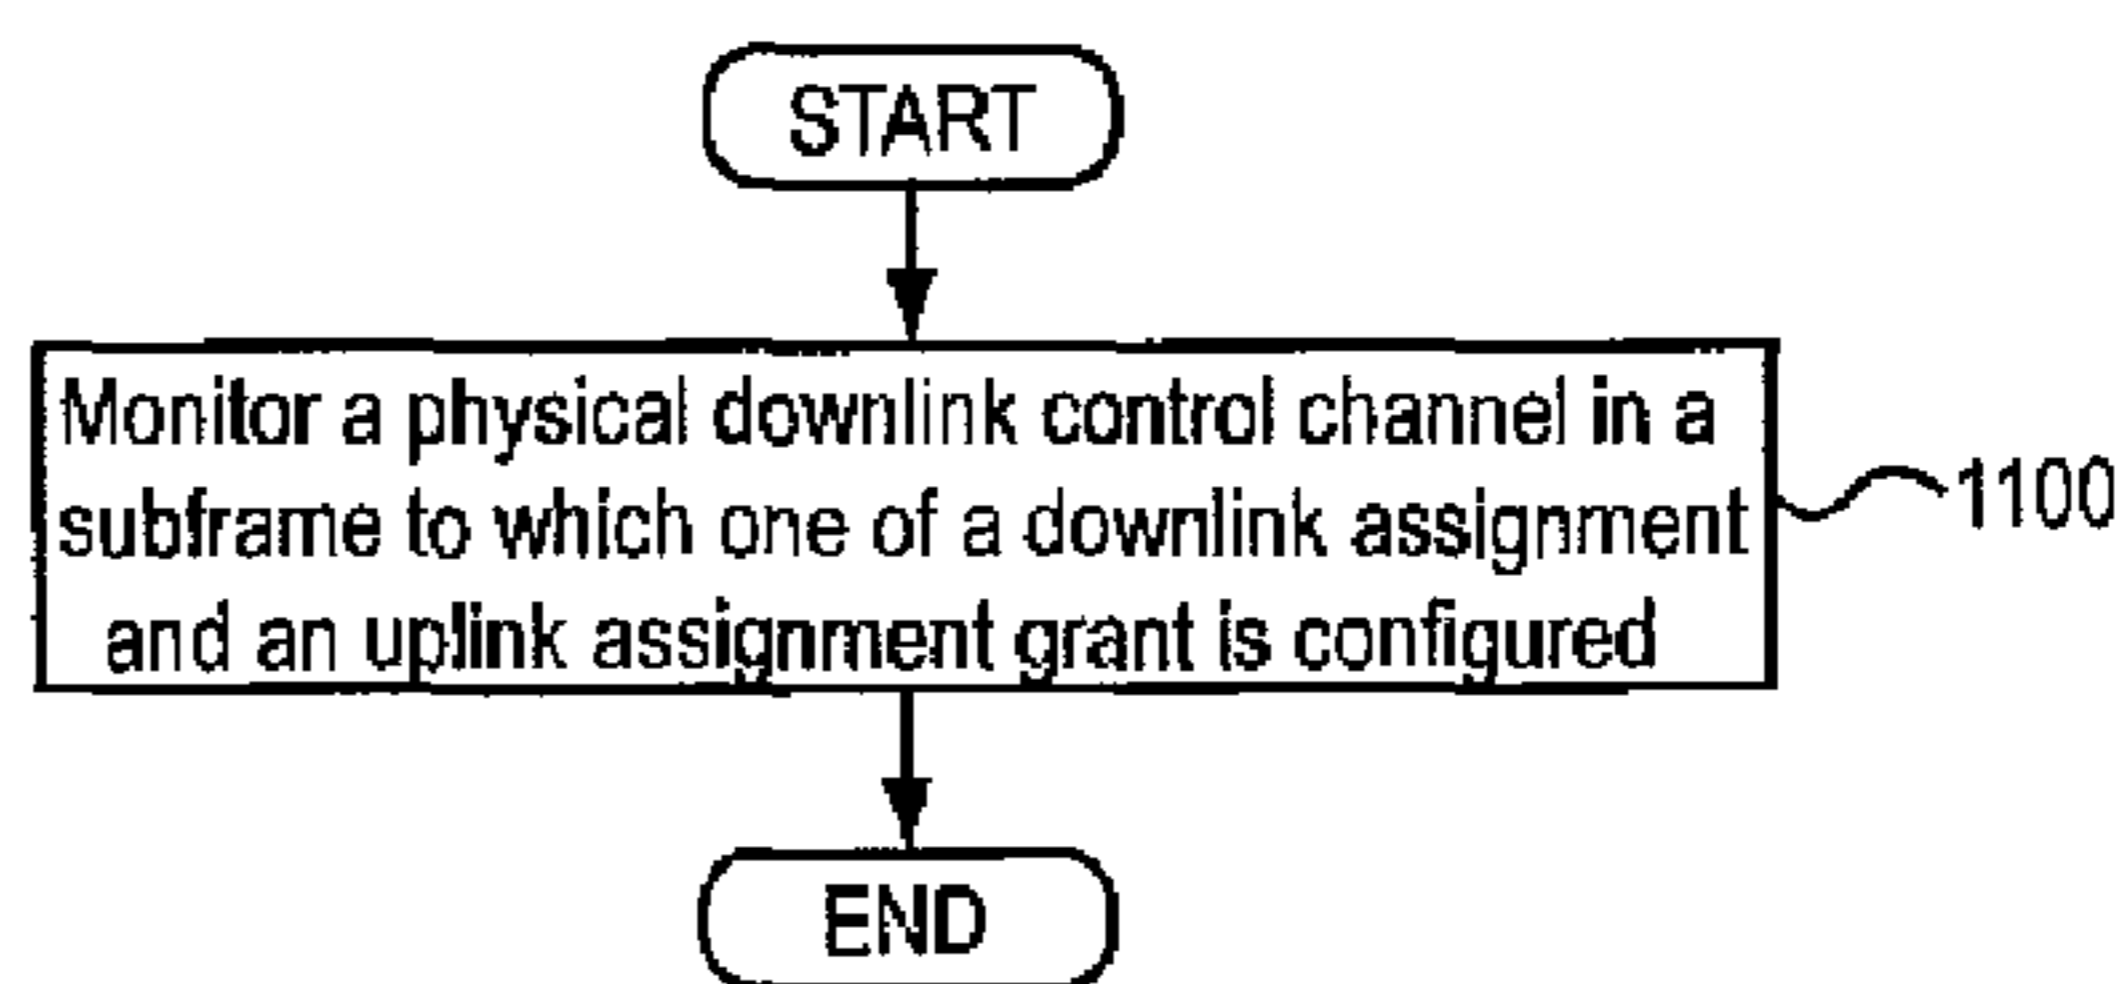 START
Monitor a physical downlink control channel in a
subframe to which one of a downlink assignment
and an uplink assignment grant is configured
1100
END